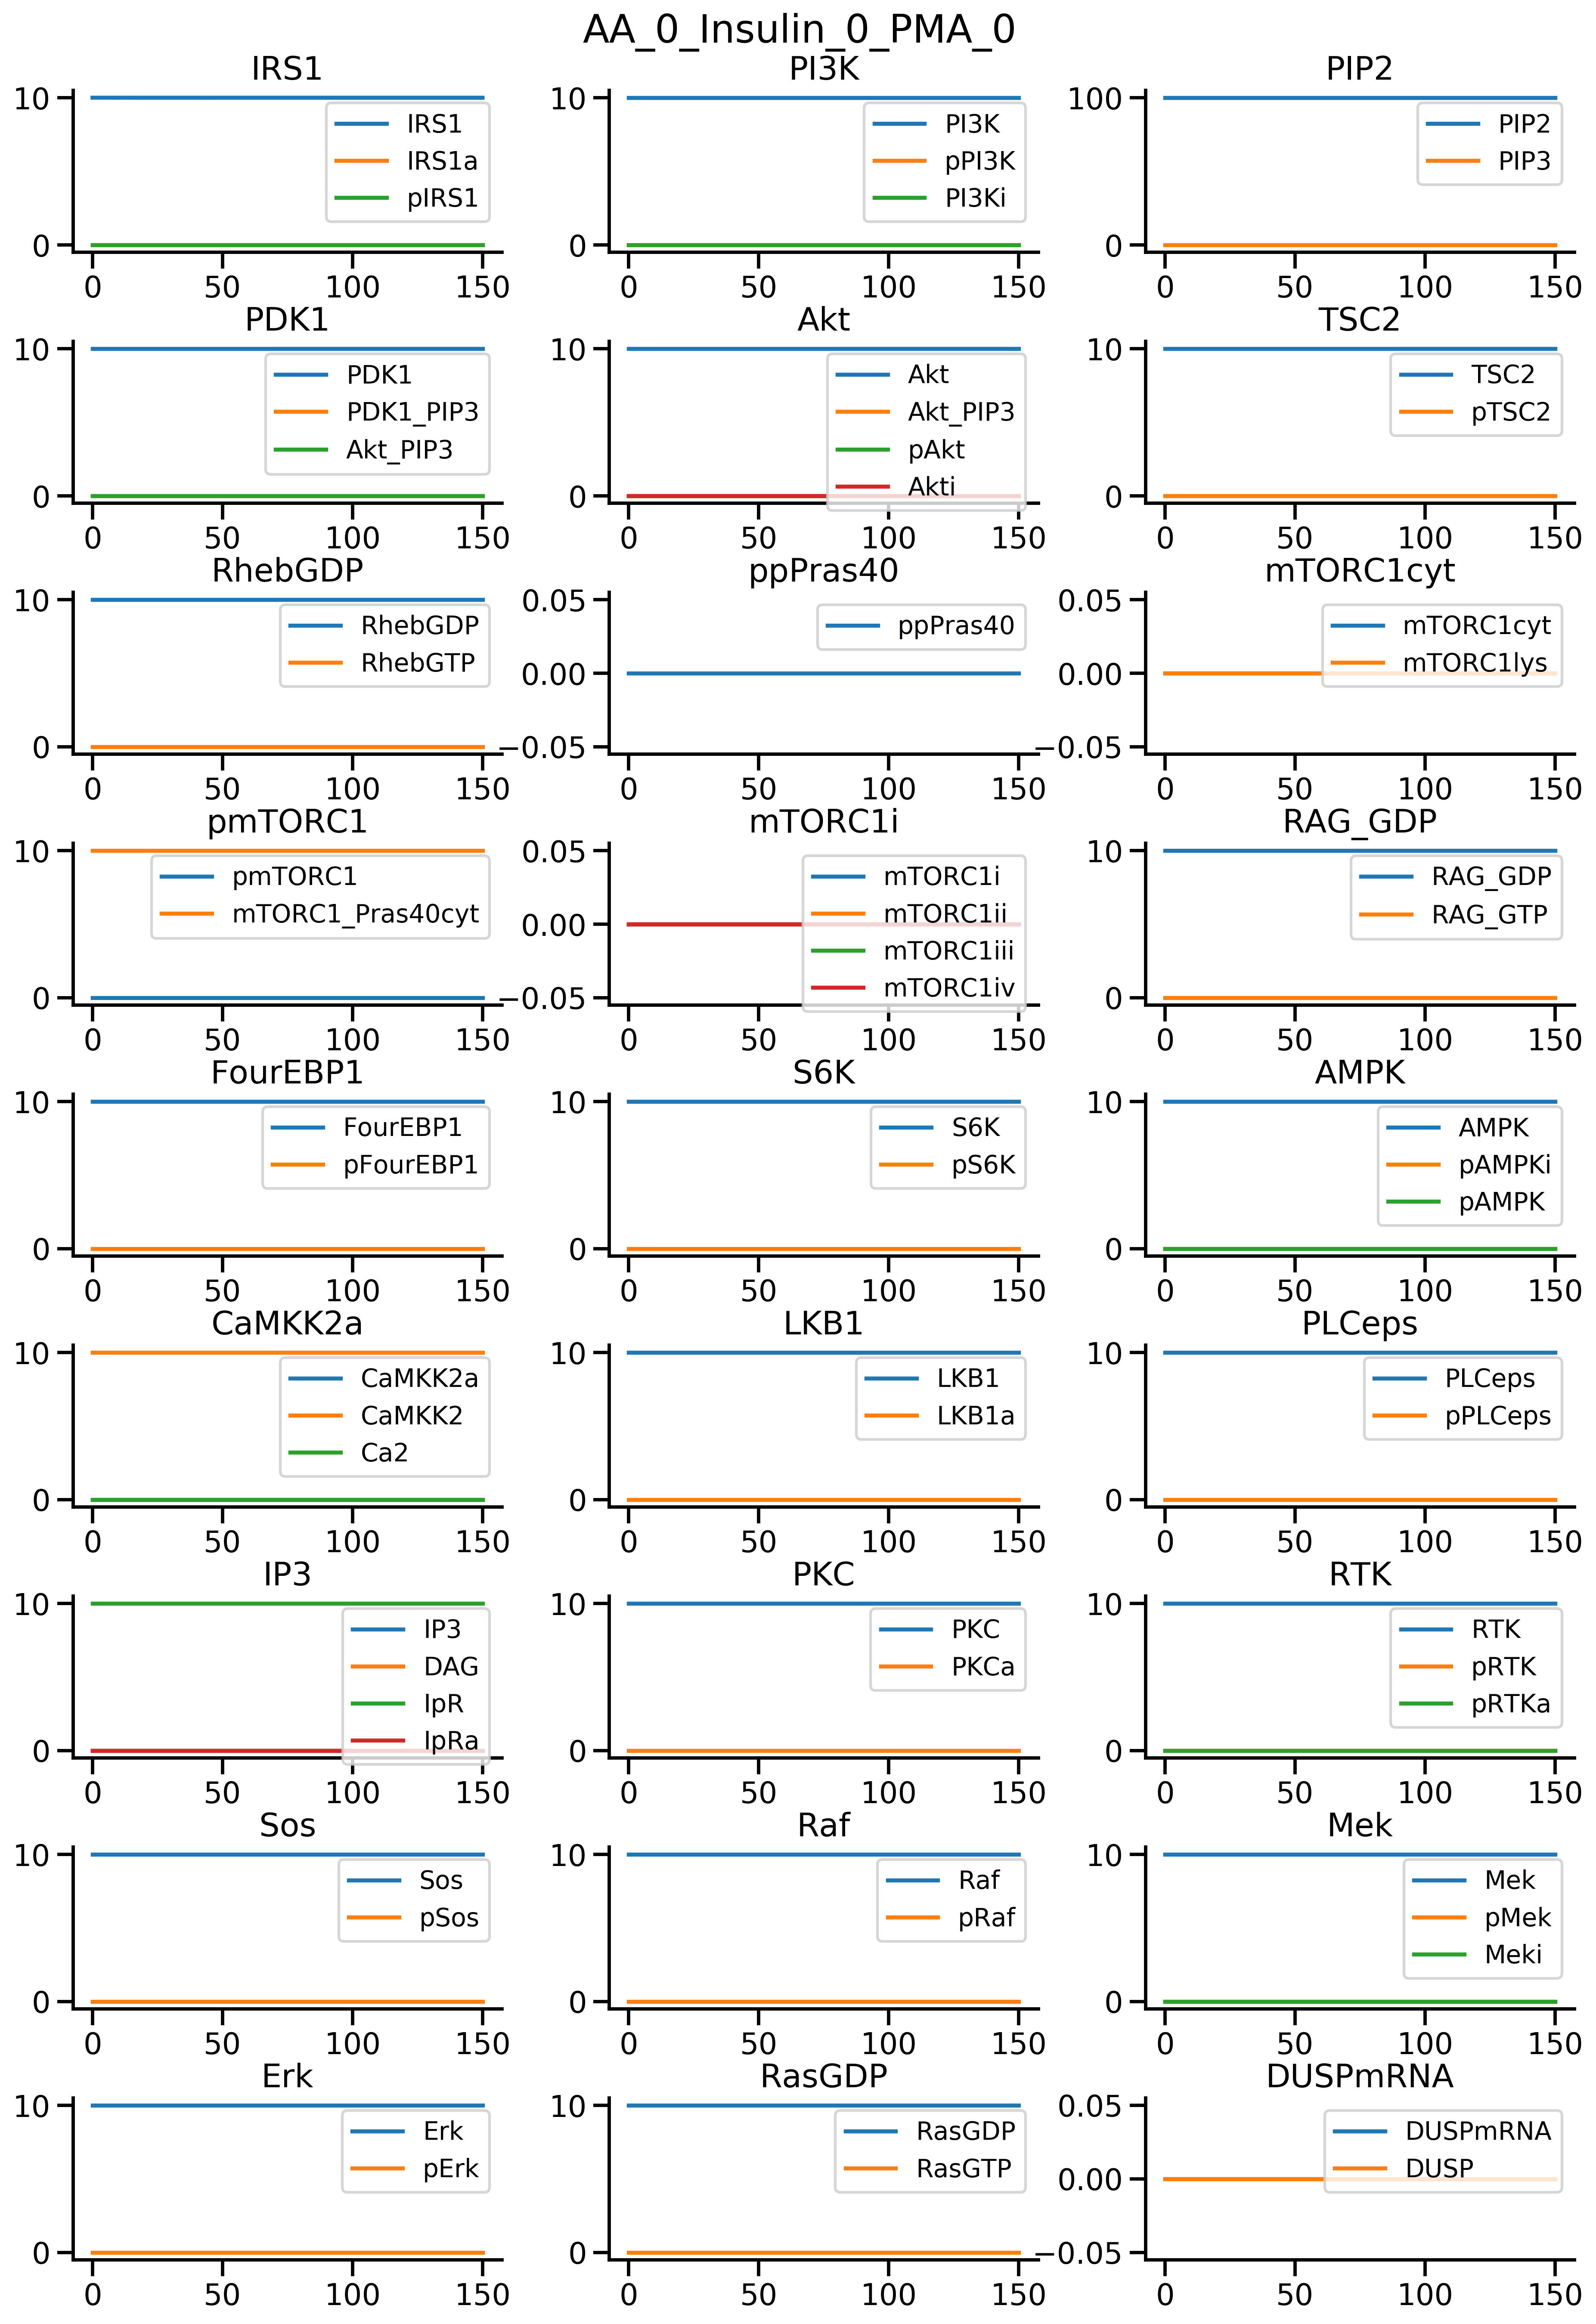 AA_0_Insulin_0_PMA_0
IRS1
10
0
0 50 100 150
IRS1
IRS1a
pIRS1
PI3K
10
0
0 50 100 150
PI3K
pPI3K
PI3Ki
PIP2
100
0
0 50 100 150
PIP2
PIP3
PDK1
10
0
0 50 100 150
PDK1
PDK1_PIP3
Akt_PIP3
Akt
10
0
0 50 100 150
Akt
Akt_PIP3
pAkt
Akti
TSC2
10
0
0 50 100 150
TSC2
pTSC2
RhebGDP
10
0
0 50 100 150
RhebGDP
RhebGTP
ppPras40
0.05
0.00
−0.05
0 50 100 150
ppPras40
mTORC1cyt
0.05
0.00
−0.05
0 50 100 150
mTORC1cyt
mTORC1lys
pmTORC1
10
0
0 50 100 150
pmTORC1
mTORC1_Pras40cyt
mTORC1i
0.05
0.00
−0.05
0 50 100 150
mTORC1i
mTORC1ii
mTORC1iii
mTORC1iv
RAG_GDP
10
0
0 50 100 150
RAG_GDP
RAG_GTP
FourEBP1
10
0
0 50 100 150
FourEBP1
pFourEBP1
S6K
10
0
0 50 100 150
S6K
pS6K
AMPK
10
0
0 50 100 150
AMPK
pAMPKi
pAMPK
CaMKK2a
10
0
0 50 100 150
CaMKK2a
CaMKK2
Ca2
LKB1
10
0
0 50 100 150
LKB1
LKB1a
PLCeps
10
0
0 50 100 150
PLCeps
pPLCeps
IP3
10
0
0 50 100 150
IP3
DAG
IpR
IpRa
PKC
10
0
0 50 100 150
PKC
PKCa
RTK
10
0
0 50 100 150
RTK
pRTK
pRTKa
Sos
10
0
0 50 100 150
Sos
pSos
Raf
10
0
0 50 100 150
Raf
pRaf
Mek
10
0
0 50 100 150
Mek
pMek
Meki
Erk
10
0
0 50 100 150
Erk
pErk
RasGDP
10
0
0 50 100 150
RasGDP
RasGTP
DUSPmRNA
0.05
0.00
−0.05
0 50 100 150
DUSPmRNA
DUSP